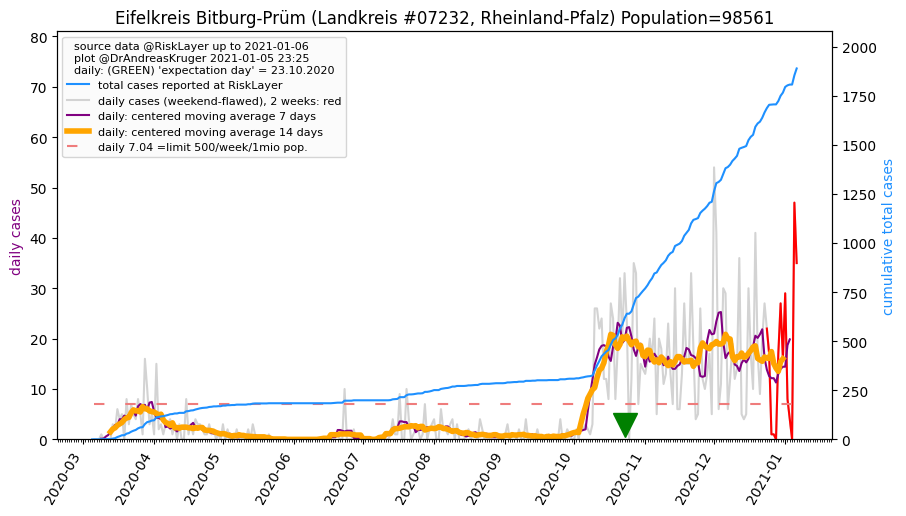 Eifelkreis Bitburg-Prüm (Landkreis #07232, Rheinland-Pfalz) Population=98561
source data @RiskLayer up to 2021-01-06
plot @DrAndreasKruger 2021-01-05 23:25
daily: (GREEN) 'expectation day' = 23.10.2020
total cases reported at RiskLayer
daily cases (weekend-flawed), 2 weeks: red
daily: centered moving average 7 days
daily: centered moving average 14 days
daily 7.04 =limit 500/week/1mio pop.
daily cases
80
70
60
50
40
30
20
10
0
cumulative total cases
2000
1750
1500
1250
1000
750
500
250
0
2020-03
2020-04
2020-05
2020-06
2020-07
2020-08
2020-09
2020-10
2020-11
2020-12
2021-01